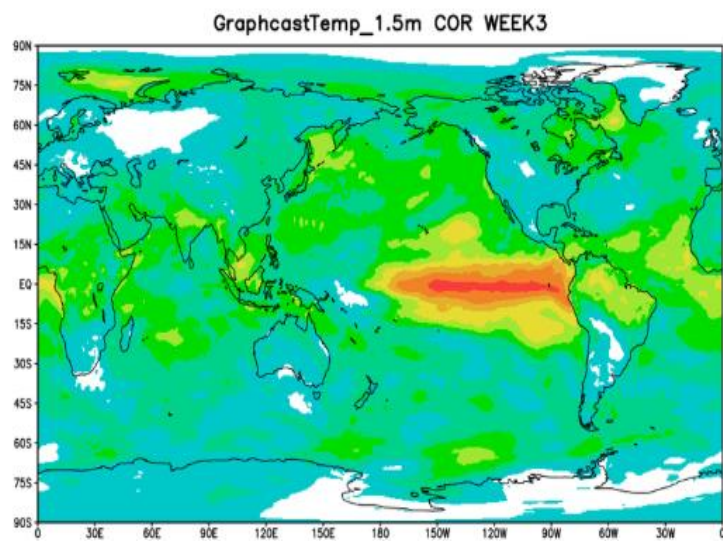 GraphcastTemp_1.5m COR WEEK3
90N
75N
60N
45N
30N
15N
EQ
15S
30S
45S
60S
75S
90S
0 30E 60E 90E 120E 150E 180 150W 120W 90W 60W 30W